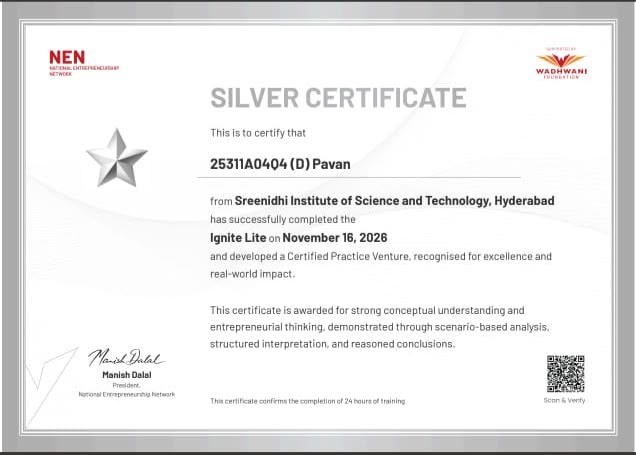 NEN
NATIONAL ENTREPRENEURSHIP
NETWORK
SUPPORTED BY
WADHWANI
FOUNDATION
SILVER CERTIFICATE
This is to certify that
25311A04Q4 (D) Pavan
from Sreenidhi Institute of Science and Technology, Hyderabad
has successfully completed the
Ignite Lite on November 16, 2026
and developed a Certified Practice Venture, recognised for excellence and
real-world impact.
This certificate is awarded for strong conceptual understanding and
entrepreneurial thinking, demonstrated through scenario-based analysis,
structured interpretation, and reasoned conclusions.
Manish Dalal
Manish Dalal
President,
National Entrepreneurship Network
This certificate confirms the completion of 24 hours of training
Scan & Verify